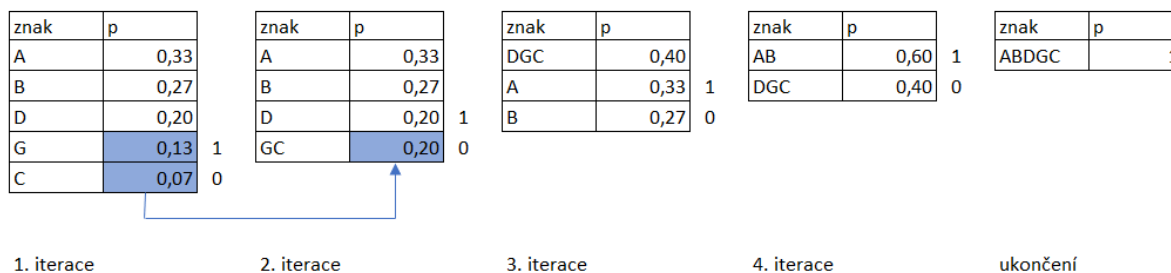 znak p
A 0,33
B 0,27
D 0,20
G 0,13 1
C 0,07 0
1. iterace
znak p
A 0,33
B 0,27
D 0,20 1
GC 0,20 0
2. iterace
znak p
DGC 0,40
A 0,33 1
B 0,27 0
3. iterace
znak p
AB 0,60 1
DGC 0,40 0
4. iterace
znak p
ABDGC
ukončení